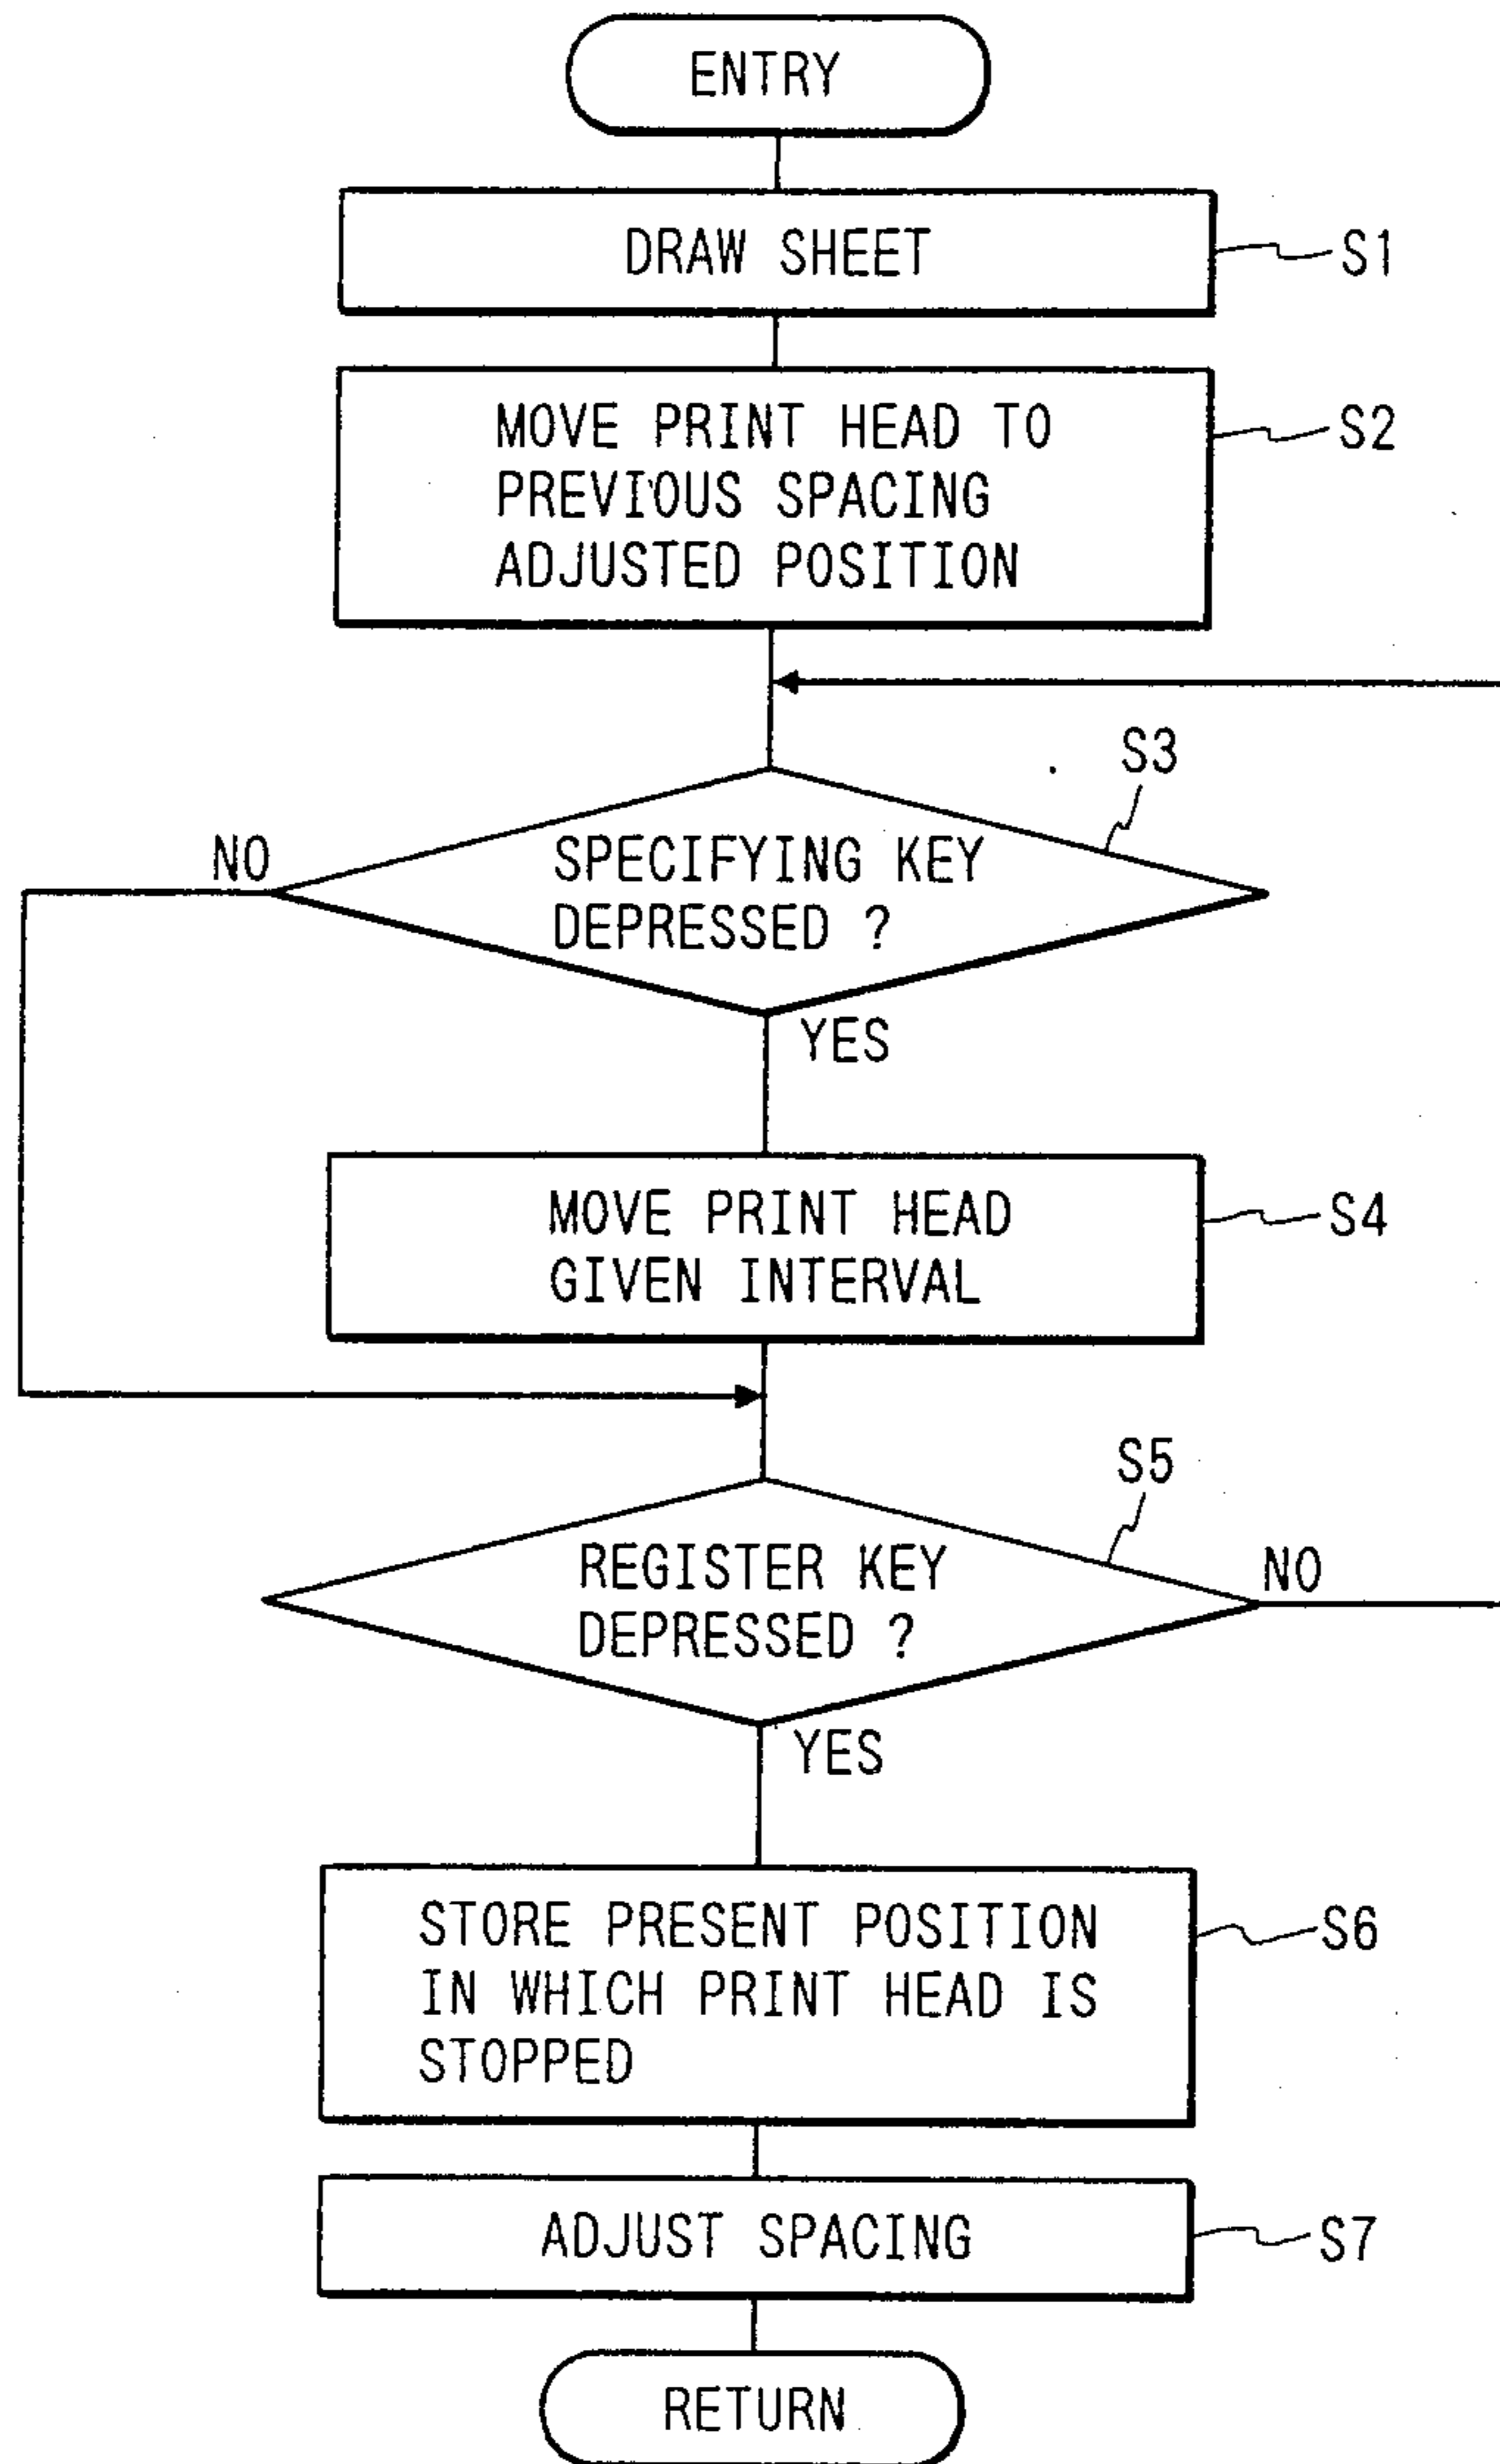 ENTRY
DRAW SHEET
S1
MOVE PRINT HEAD TO
PREVIOUS SPACING
ADJUSTED POSITION
S2
S3
NO
SPECIFYING KEY
DEPRESSED ?
YES
MOVE PRINT HEAD
GIVEN INTERVAL
S4
S5
REGISTER KEY
DEPRESSED ?
NO
YES
STORE PRESENT POSITION
IN WHICH PRINT HEAD IS
STOPPED
S6
ADJUST SPACING
S7
RETURN